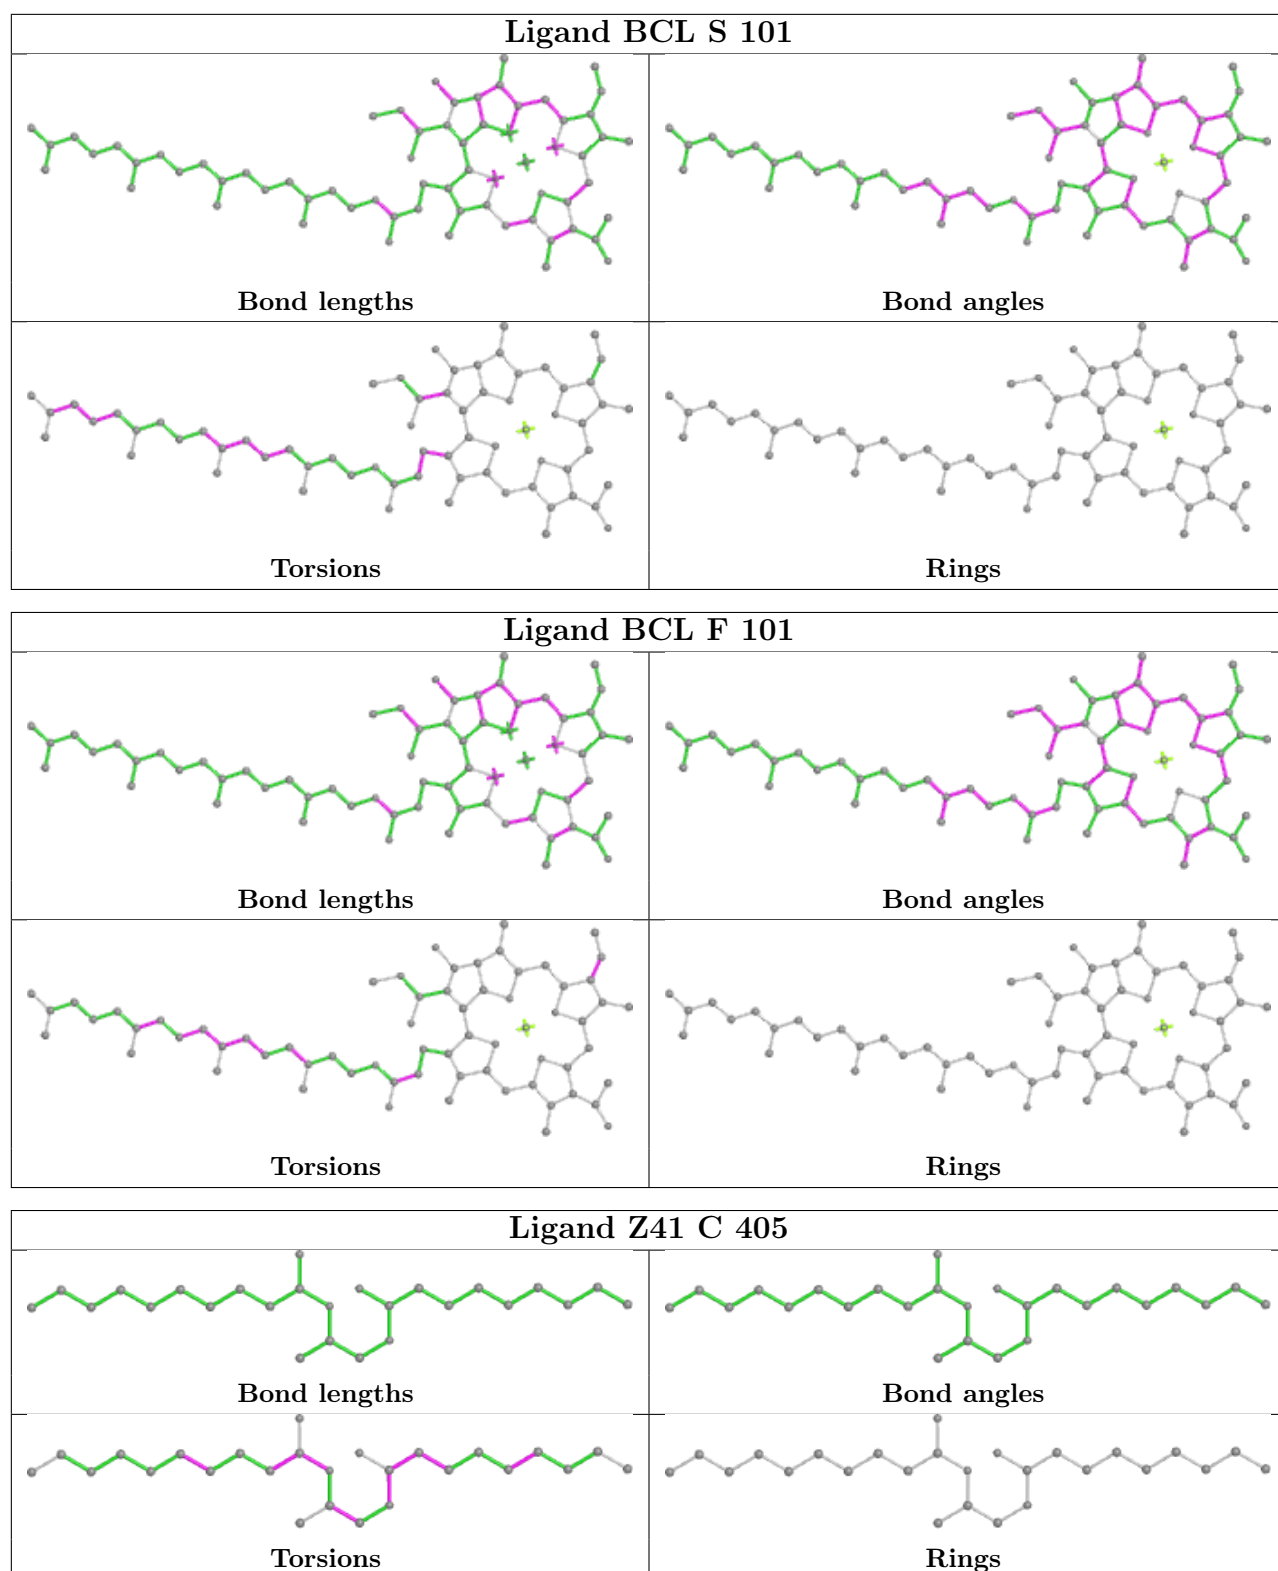 Ligand BCL S 101
Bond lengths
Bond angles
Torsions
Rings
Ligand BCL F 101
Bond lengths
Bond angles
Torsions
Rings
Ligand Z41 C 405
Bond lengths
Bond angles
Torsions
Rings